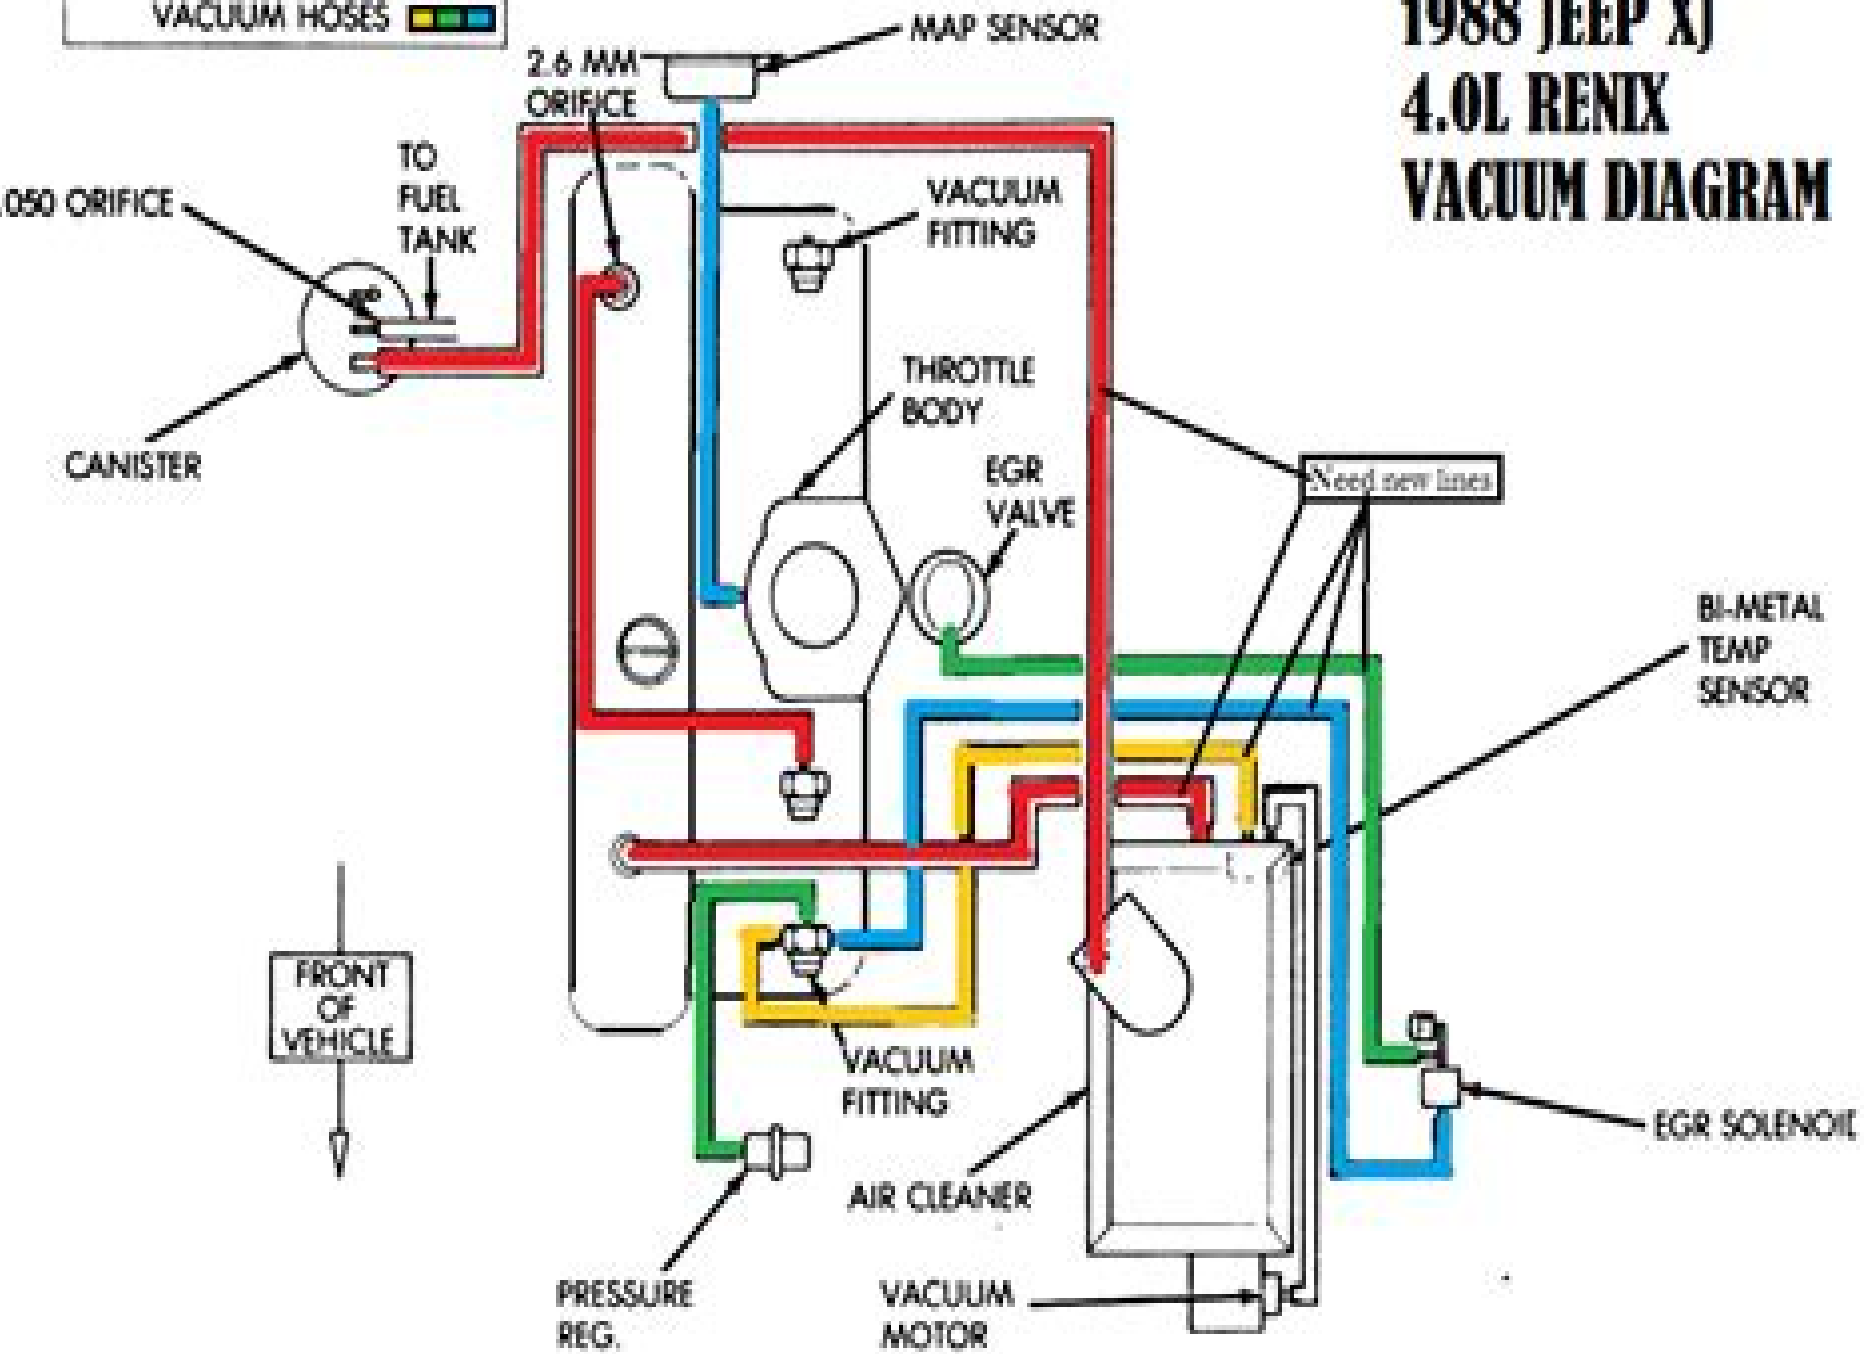 VACUUM HOSES
1988 JEEP XJ
4.0L RENIX
VACUUM DIAGRAM
MAP SENSOR
2.6 MM
ORIFICE
TO
FUEL
TANK
.050 ORIFICE
VACUUM
FITTING
CANISTER
THROTTLE
BODY
EGR
VALVE
Need new lines
BI-METAL
TEMP
SENSOR
FRONT
OF
VEHICLE
VACUUM
FITTING
EGR SOLENOID
AIR CLEANER
PRESSURE
REG.
VACUUM
MOTOR